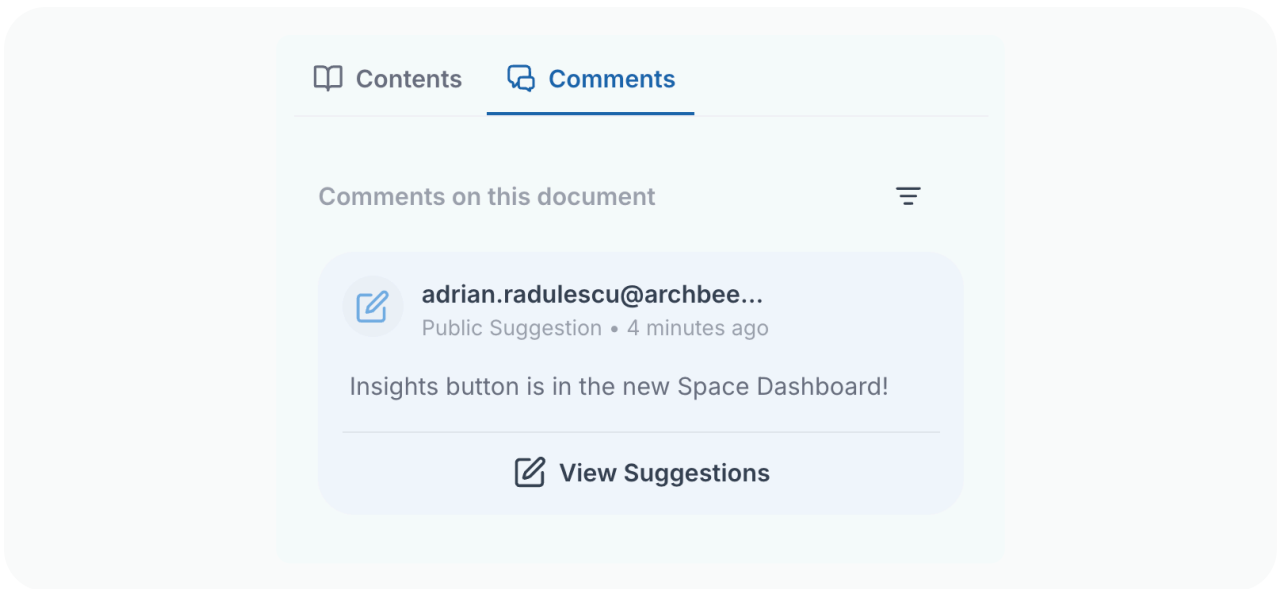 Contents
Comments
Comments on this document
adrian.radulescu@archbee...
Public Suggestion • 4 minutes ago
Insights button is in the new Space Dashboard!
View Suggestions